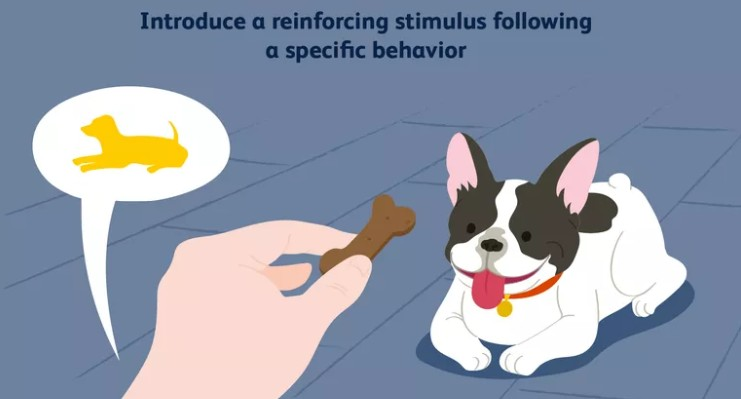 Introduce a reinforcing stimulus following
a specific behavior